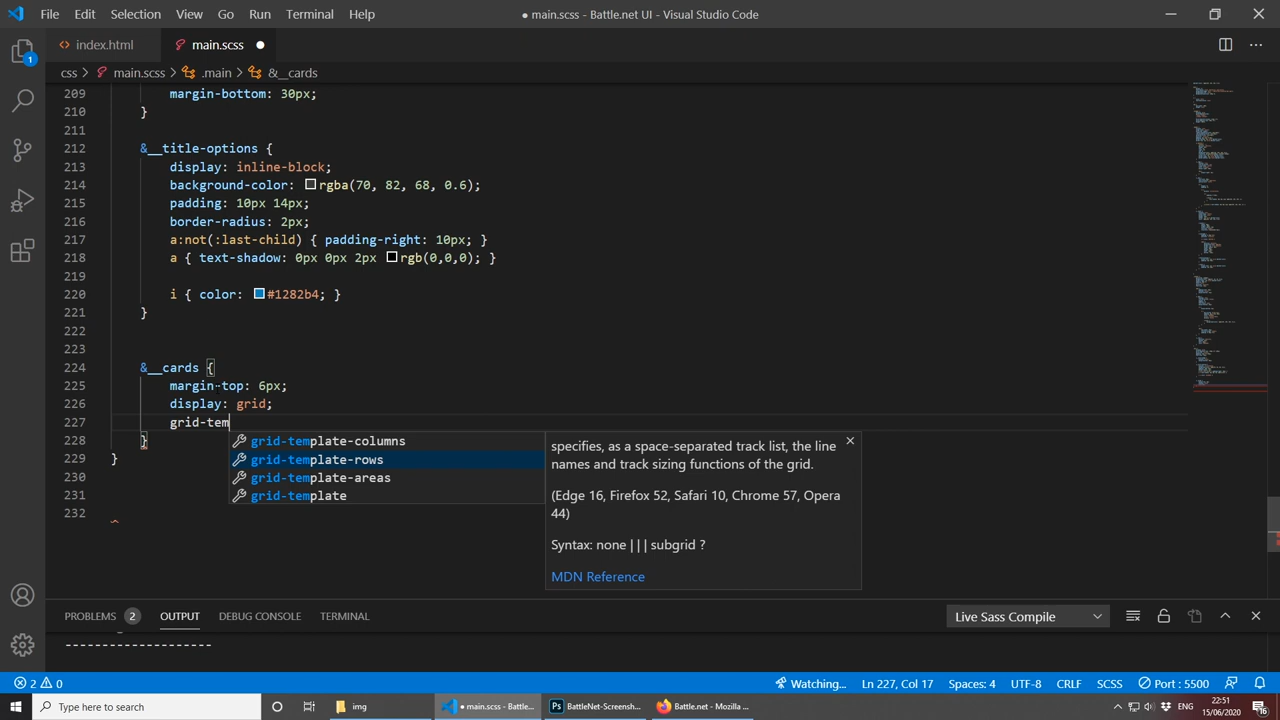 File Edit Selection View Go Run Terminal Help
● main.scss - Battle.net UI - Visual Studio Code
1
index.html
main.scss ●
css > main.scss > .main > &__cards
209 margin-bottom: 30px;
210 }
211
212 &__title-options {
213 display: inline-block;
214 background-color: rgba(70, 82, 68, 0.6);
215 padding: 10px 14px;
216 border-radius: 2px;
217 a:not(:last-child) { padding-right: 10px; }
218 a { text-shadow: 0px 0px 2px rgb(0,0,0); }
219
220 i { color: #1282b4; }
221 }
222
223
224 &__cards {
225 margin-top: 6px;
226 display: grid;
227 grid-tem
228 }
229 }
230
231
232
grid-template-columns
grid-template-rows
grid-template-areas
grid-template
specifies, as a space-separated track list, the line
names and track sizing functions of the grid.
(Edge 16, Firefox 52, Safari 10, Chrome 57, Opera
44)
Syntax: none | | | subgrid ?
MDN Reference
PROBLEMS 2 OUTPUT DEBUG CONSOLE TERMINAL
Live Sass Compile
--------------------
2 0
Watching... Ln 227, Col 17 Spaces: 4 UTF-8 CRLF SCSS Port : 5500
Type here to search
img
● main.scss - Battle...
BattleNet-Screensh...
Battle.net - Mozilla ...
ENG
22:51
15/06/2020
16